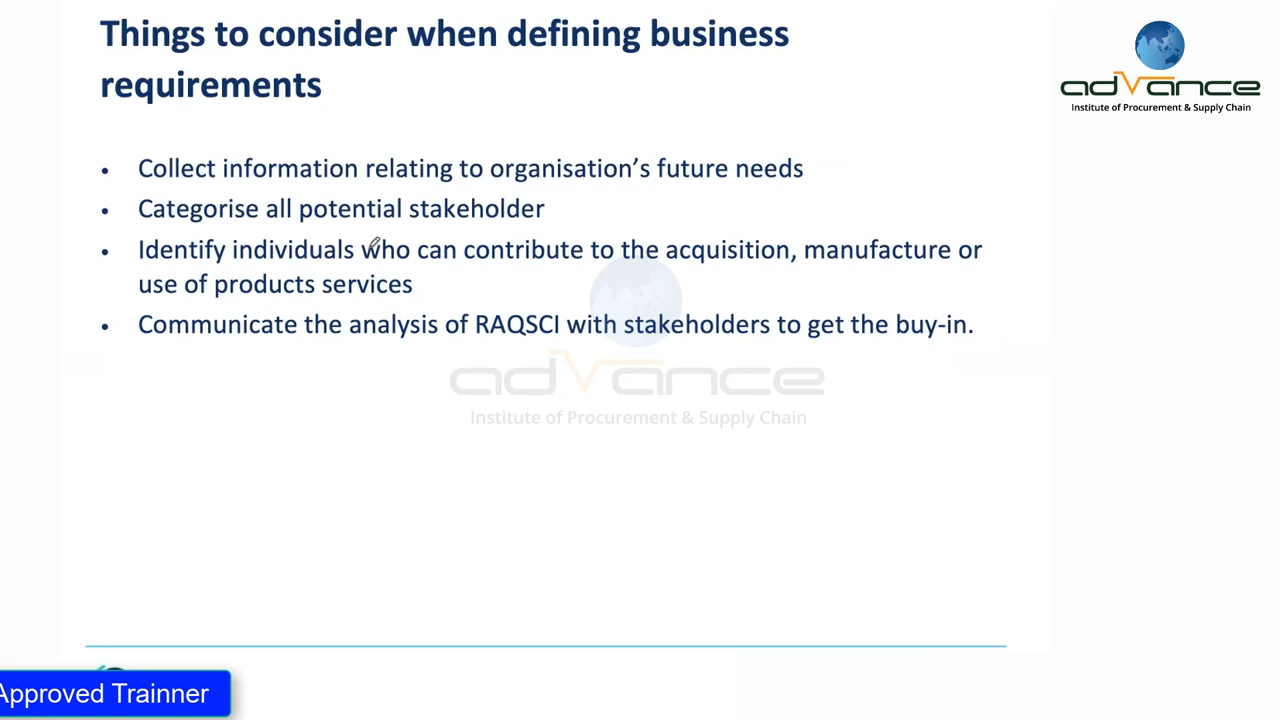 Things to consider when defining business
requirements
adVance
Institute of Procurement & Supply Chain
• Collect information relating to organisation’s future needs
• Categorise all potential stakeholder
• Identify individuals who can contribute to the acquisition, manufacture or
use of products services
• Communicate the analysis of RAQSCI with stakeholders to get the buy-in.
adVance
Institute of Procurement & Supply Chain
Approved Trainner